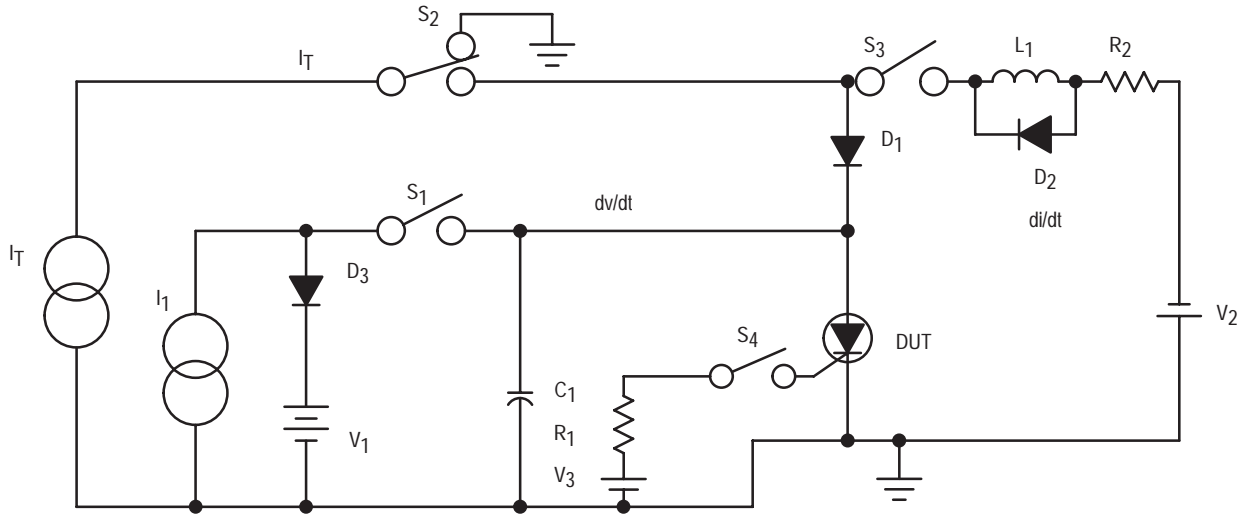 S2
IT
S3
L1
R2
D1
D2
di/dt
S1
dv/dt
IT
D3
I1
V2
S4
DUT
C1
R1
V1
V3